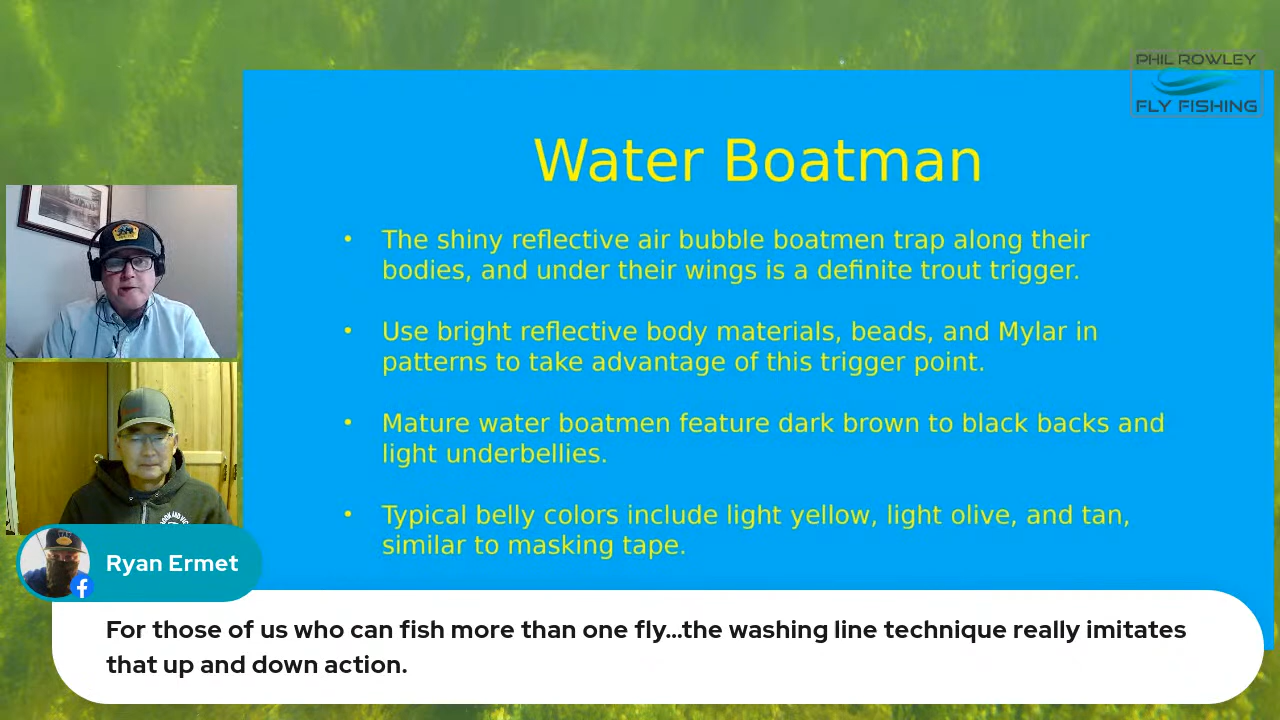 PHIL ROWLEY
FLY FISHING
Water Boatman
• The shiny reflective air bubble boatmen trap along their
bodies, and under their wings is a definite trout trigger.
• Use bright reflective body materials, beads, and Mylar in
patterns to take advantage of this trigger point.
• Mature water boatmen feature dark brown to black backs and
light underbellies.
• Typical belly colors include light yellow, light olive, and tan,
similar to masking tape.
Ryan Ermet
For those of us who can fish more than one fly...the washing line technique really imitates
that up and down action.